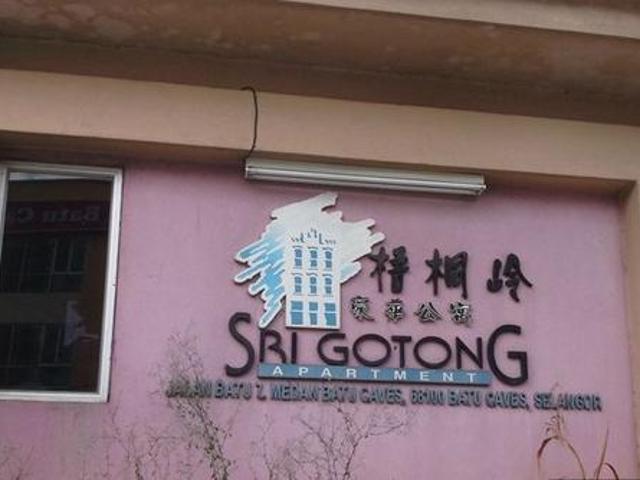 梧桐岭
豪华公寓
SRI GOTONG
APARTMENT
JALAN BATU 7, MEDAN BATU CAVES, 68100 BATU CAVES, SELANGOR